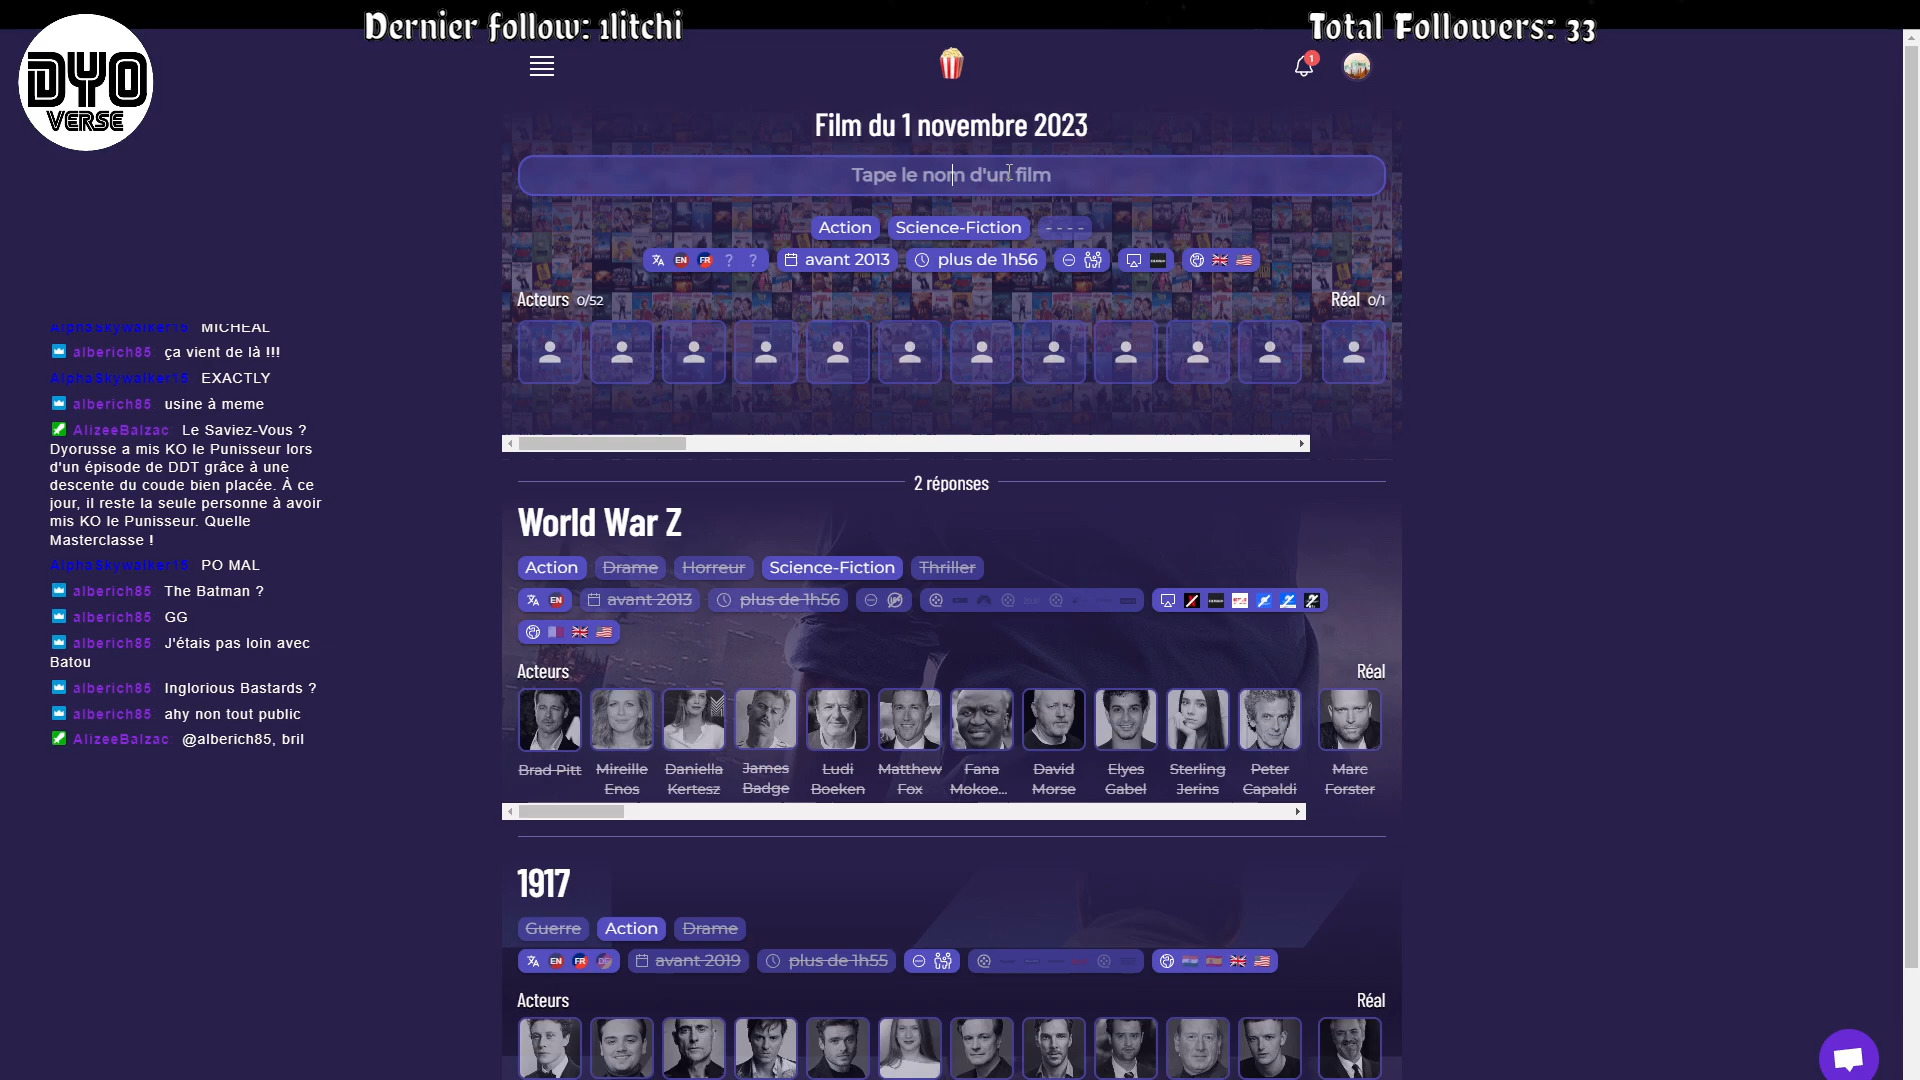 Dernier follow: 1litchi
Total Followers: 33
DYO
VERSE
1
Film du 1 novembre 2023
Tape le nom d'un film
Action Science-Fiction - - - -
EN FR ? ? avant 2013 plus de 1h56
Acteurs 0/52 Réal 0/1
AlphaSkywalker15 MICHEAL
alberich85 ça vient de là !!!
AlphaSkywalker15 EXACTLY
alberich85 usine à meme
AlizeeBalzac Le Saviez-Vous ?
Dyorusse a mis KO le Punisseur lors
d'un épisode de DDT grâce à une
descente du coude bien placée. À ce
jour, il reste la seule personne à avoir
mis KO le Punisseur. Quelle
Masterclasse !
AlphaSkywalker15 PO MAL
alberich85 The Batman ?
alberich85 GG
alberich85 J'étais pas loin avec
Batou
alberich85 Inglorious Bastards ?
alberich85 ahy non tout public
AlizeeBalzac @alberich85, bril
2 réponses
World War Z
Action Drame Horreur Science-Fiction Thriller
EN avant 2013 plus de 1h56
Acteurs Réal
Brad Pitt
Mireille
Enos
Daniella
Kertesz
James
Badge
Ludi
Boeken
Matthew
Fox
Fana
Mokoe...
David
Morse
Elyes
Gabel
Sterling
Jerins
Peter
Capaldi
Marc
Forster
1917
Guerre Action Drame
EN FR avant 2019 plus de 1h55
Acteurs Réal